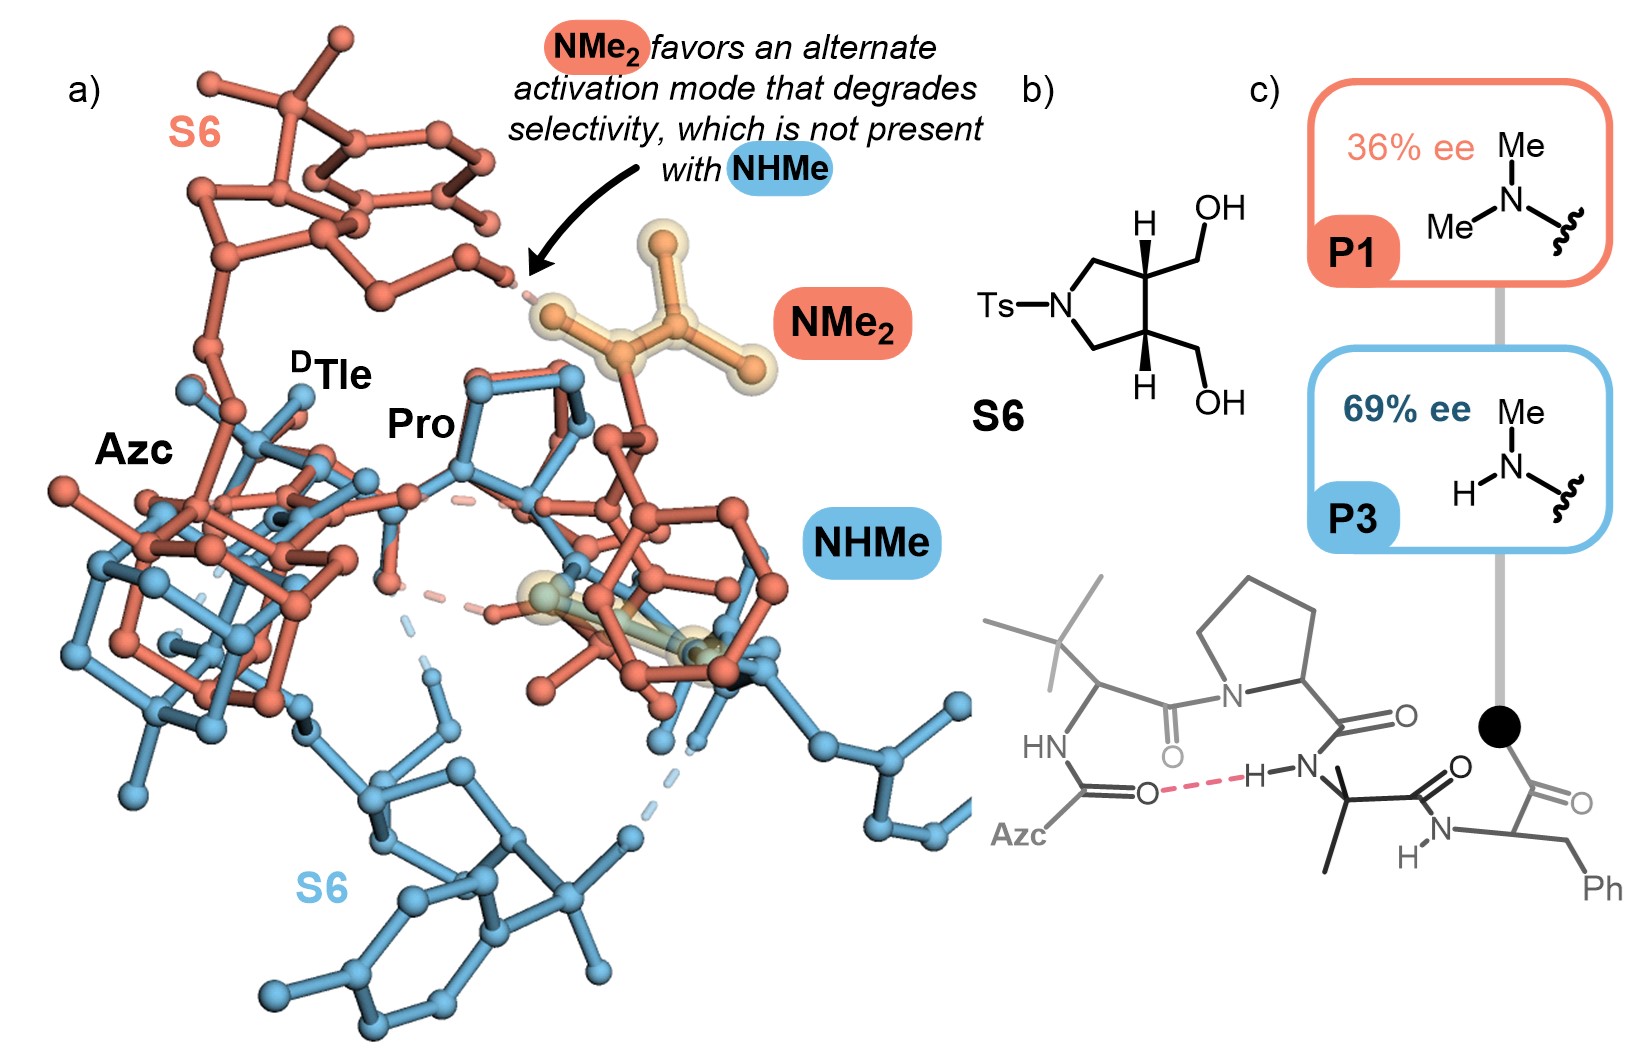 a)
NMe2 favors an alternate
activation mode that degrades
selectivity, which is not present
with NHMe
S6
NMe2
DTle
Pro
Azc
NHMe
S6
b)
H
OH
Ts
N
H
OH
S6
c)
36% ee
Me
N
Me
P1
69% ee
Me
N
H
P3
N
O
O
HN
H
N
O
O
O
Azc
N
H
Ph